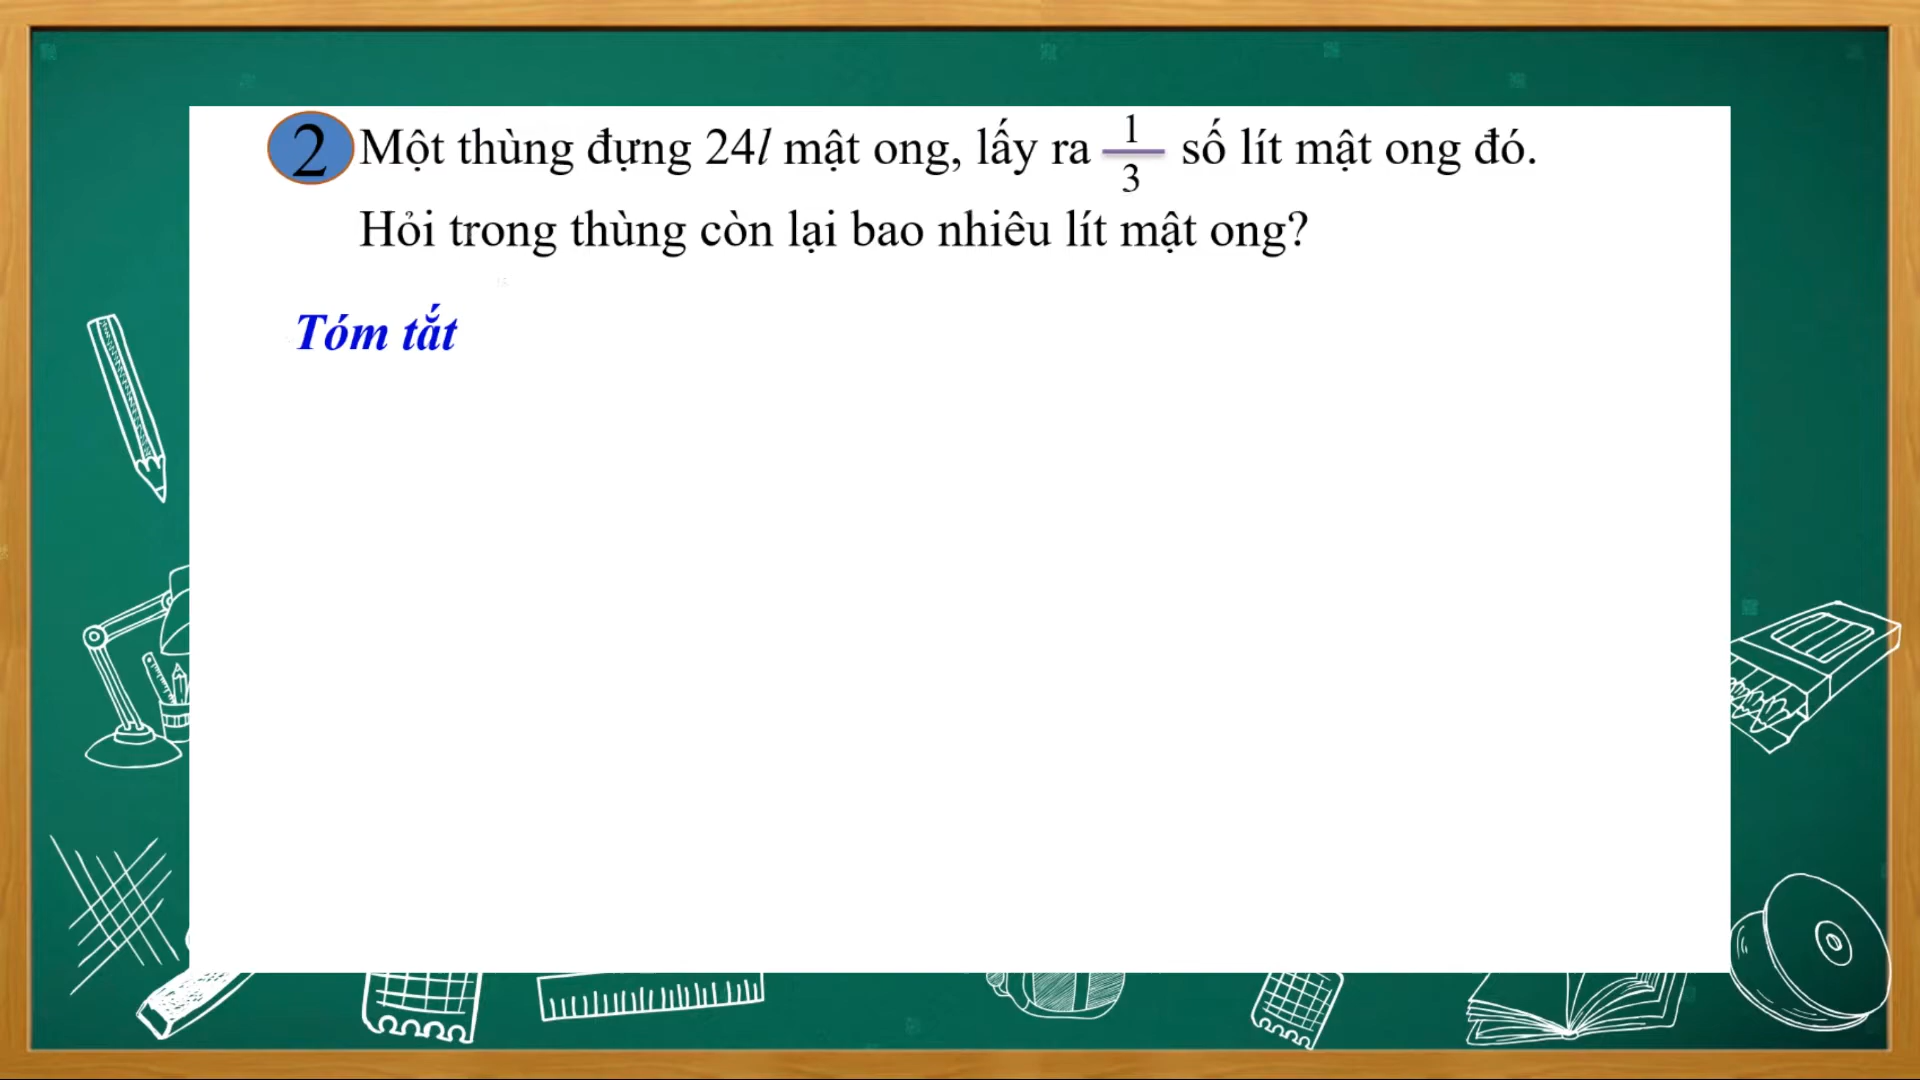 2 Một thùng đựng 24l mật ong, lấy ra 1/3 số lít mật ong đó.
Hỏi trong thùng còn lại bao nhiêu lít mật ong?
Tóm tắt